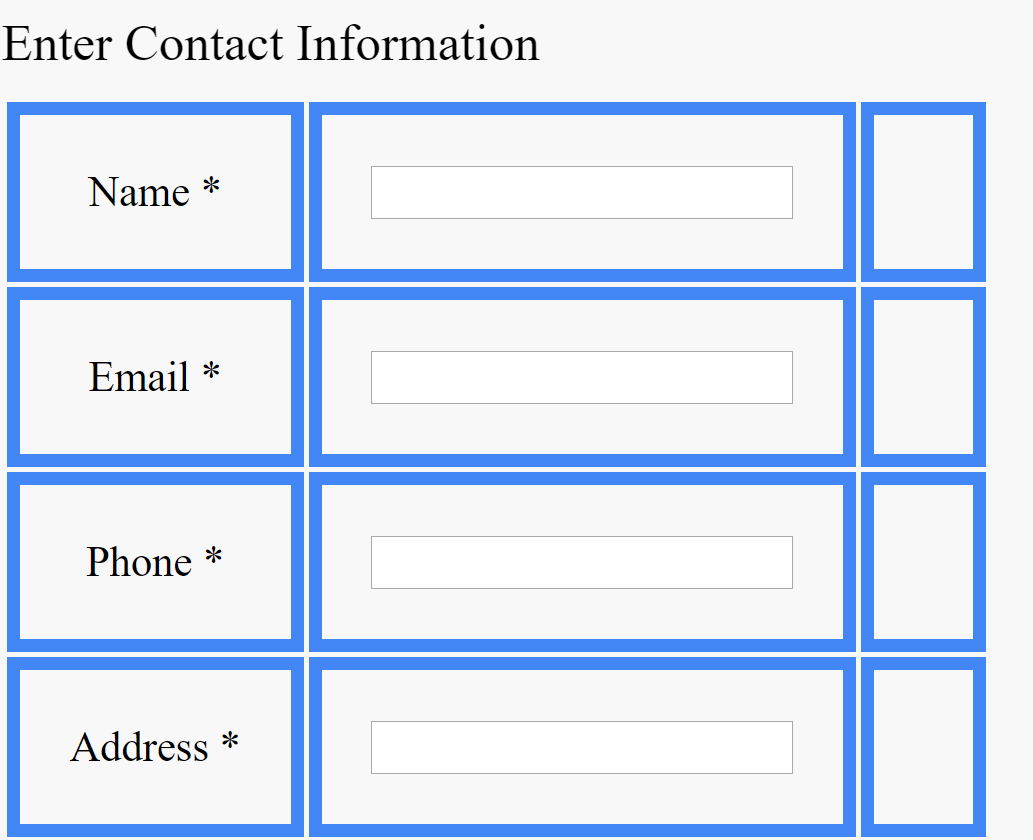 Enter Contact Information
Name *
Email *
Phone *
Address *